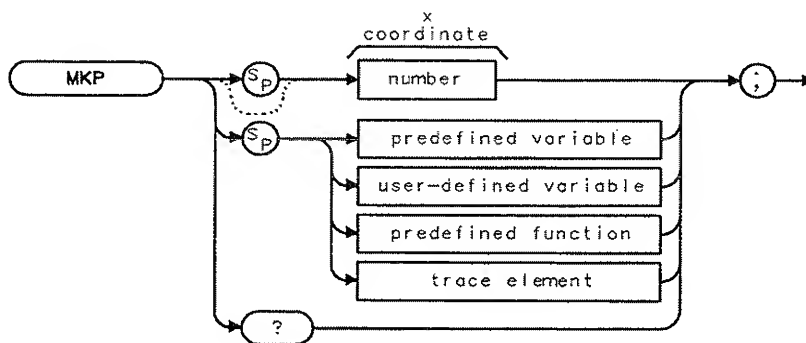 x
coordinate
MKP
SP
number
;
SP
predefined variable
user-defined variable
predefined function
trace element
?